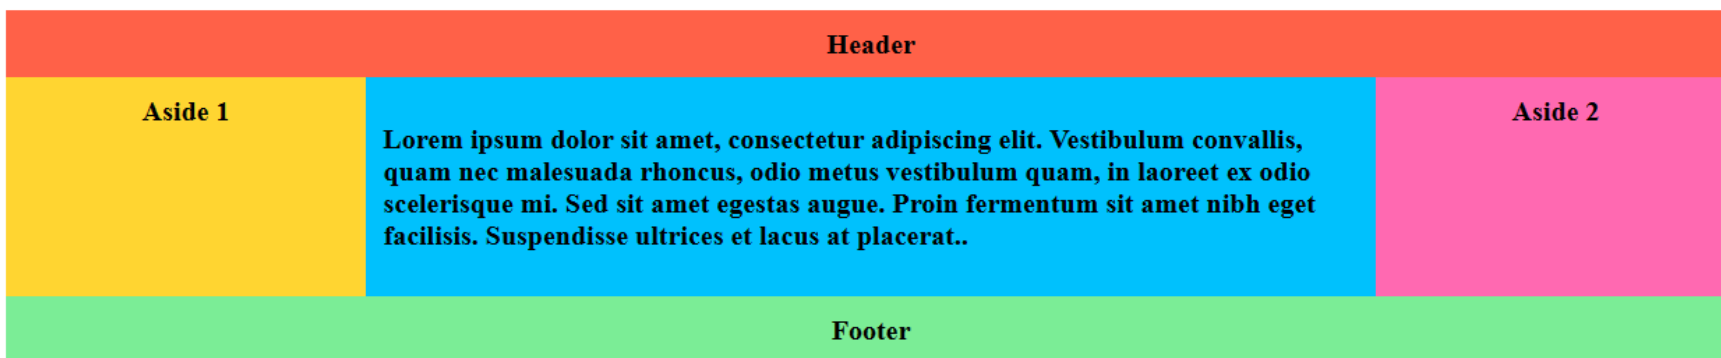 Header
Aside 1
Lorem ipsum dolor sit amet, consectetur adipiscing elit. Vestibulum convallis,
quam nec malesuada rhoncus, odio metus vestibulum quam, in laoreet ex odio
scelerisque mi. Sed sit amet egestas augue. Proin fermentum sit amet nibh eget
facilisis. Suspendisse ultrices et lacus at placerat..
Aside 2
Footer